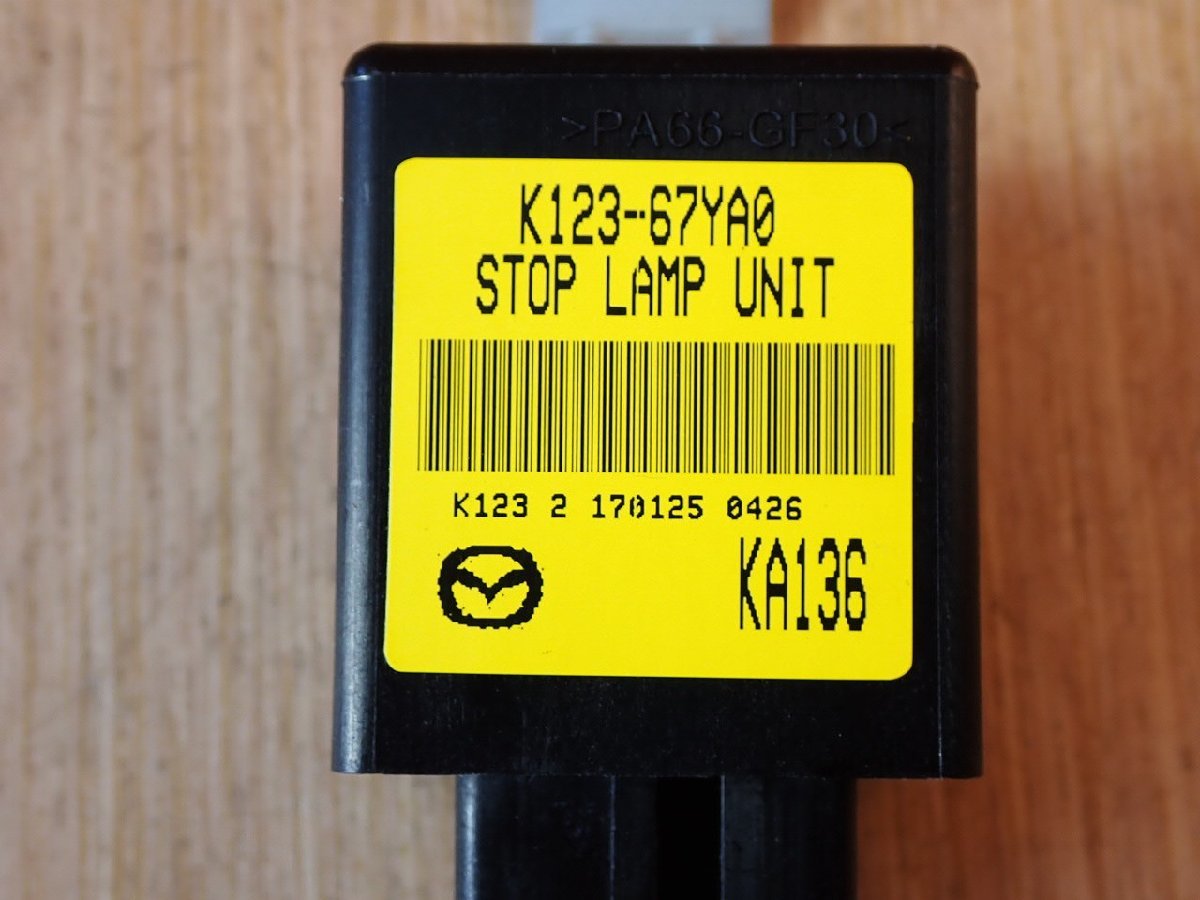 >PA66-GF30<
K123-67YA0
STOP LAMP UNIT
K123 2 170125 0426
KA136